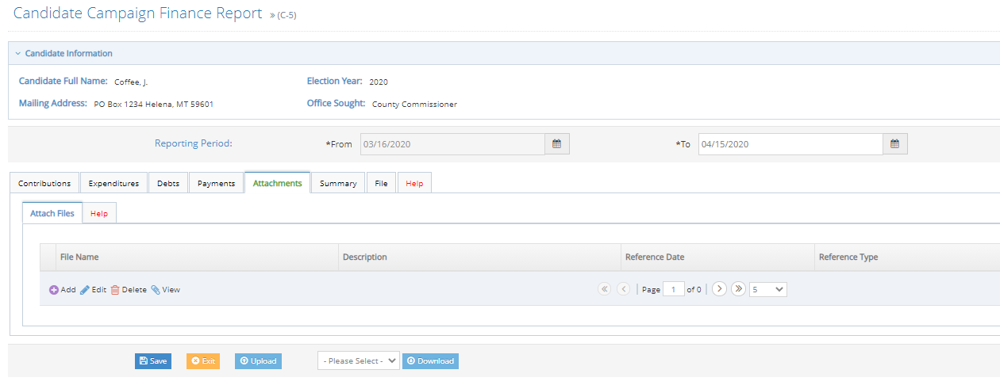 Candidate Campaign Finance Report » (C-5)
Candidate Information
Candidate Full Name: Coffee, J. Election Year: 2020
Mailing Address: PO Box 1234 Helena, MT 59601 Office Sought: County Commissioner
Reporting Period: *From 03/16/2020 *To 04/15/2020
Contributions Expenditures Debts Payments Attachments Summary File Help
Attach Files Help
File Name Description Reference Date Reference Type
Add Edit Delete View Page 1 of 0 5
Save Exit Upload - Please Select - Download